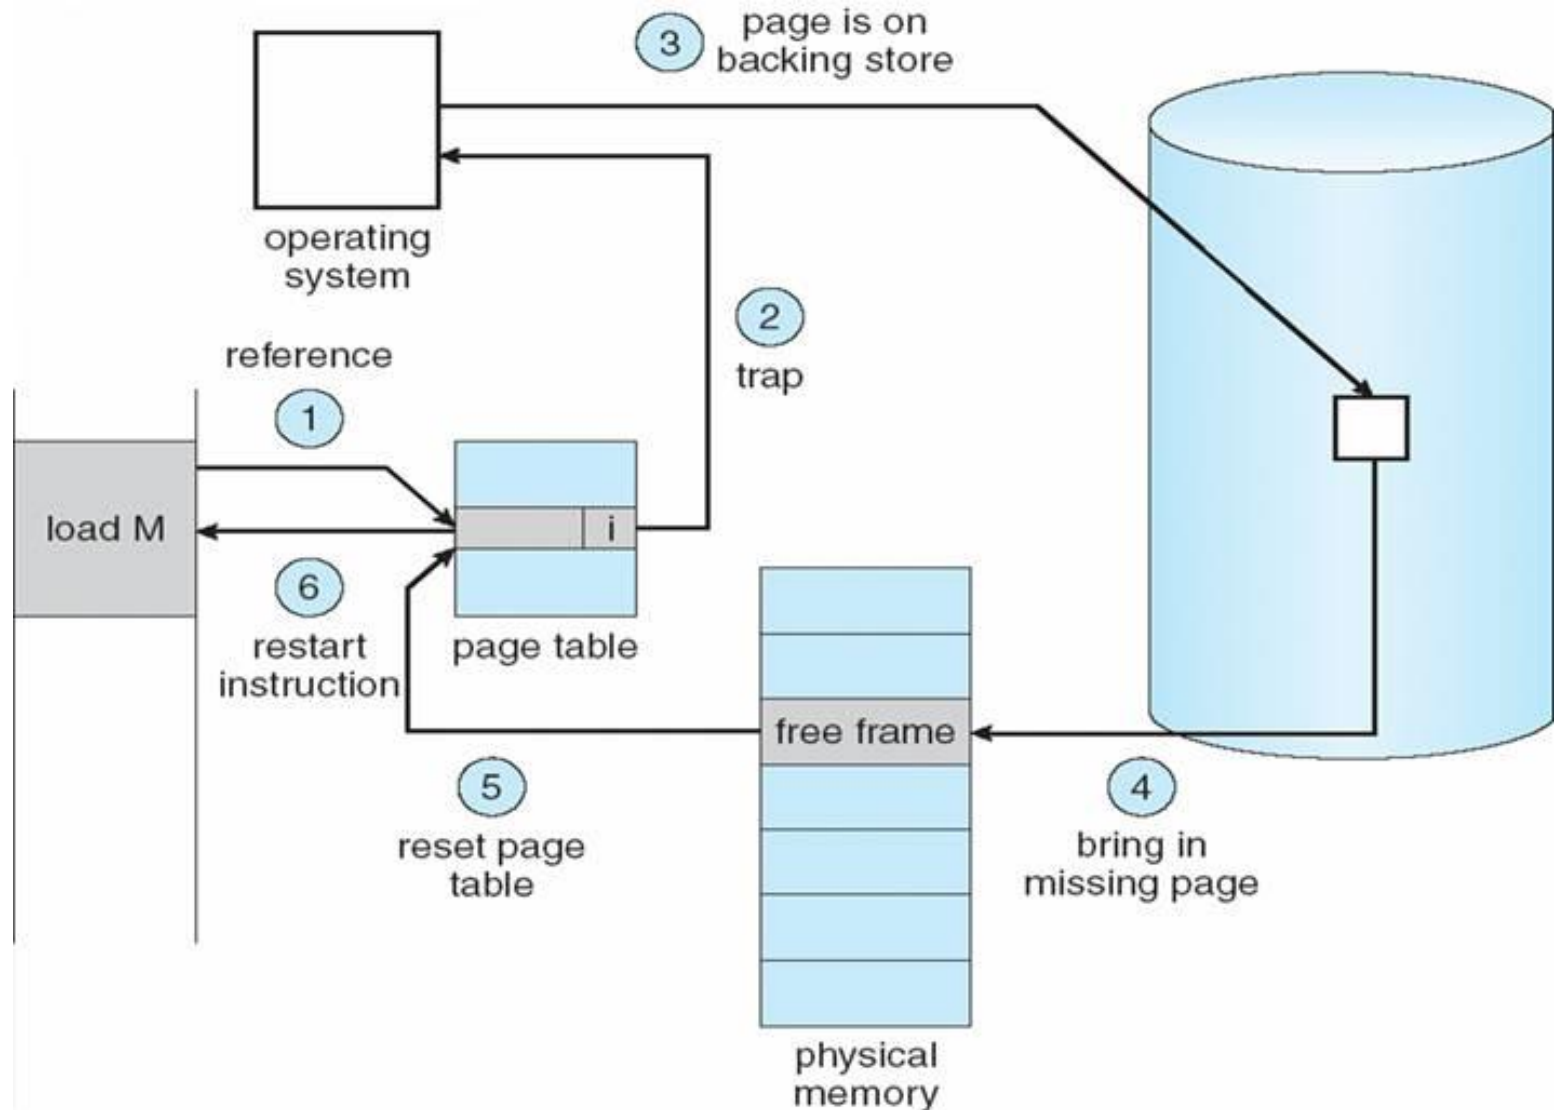 3
page is on
backing store
operating
system
2
trap
reference
1
load M
i
6
restart
instruction
page table
free frame
5
reset page
table
4
bring in
missing page
physical
memory